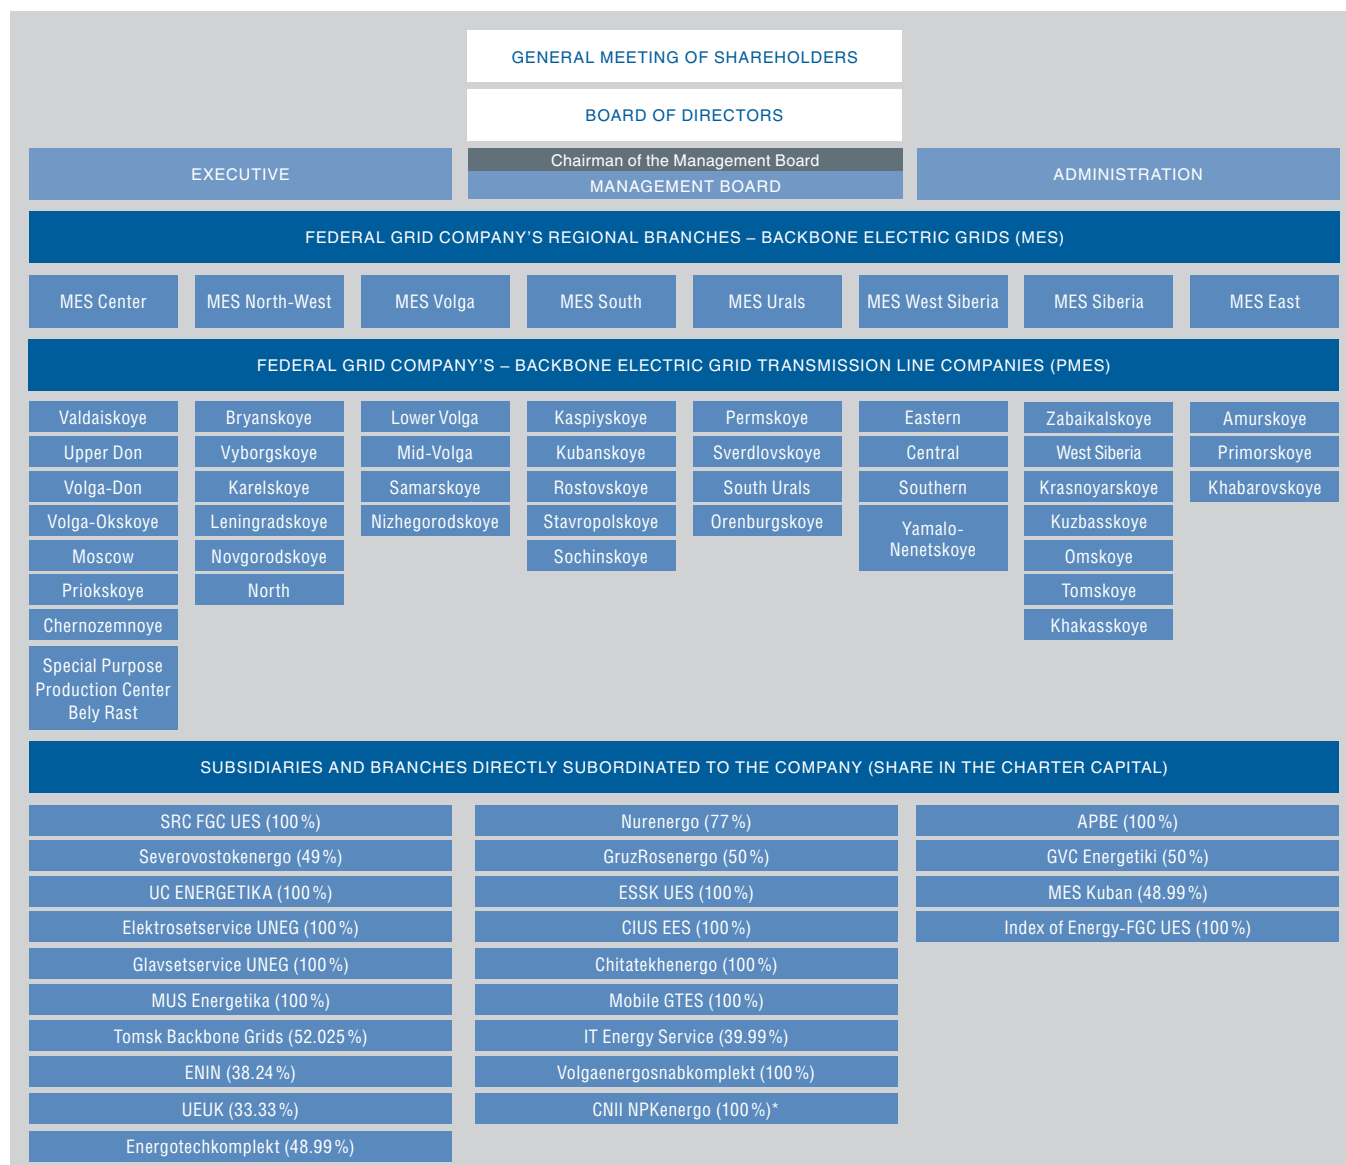 GENERAL MEETING OF SHAREHOLDERS
BOARD OF DIRECTORS
EXECUTIVE
Chairman of the Management Board
MANAGEMENT BOARD
ADMINISTRATION
FEDERAL GRID COMPANY'S REGIONAL BRANCHES – BACKBONE ELECTRIC GRIDS (MES)
MES Center
MES North-West
MES Volga
MES South
MES Urals
MES West Siberia
MES Siberia
MES East
FEDERAL GRID COMPANY'S – BACKBONE ELECTRIC GRID TRANSMISSION LINE COMPANIES (PMES)
Valdaiskoye
Upper Don
Volga-Don
Volga-Okskoye
Moscow
Priokskoye
Chernozemnoye
Special Purpose
Production Center
Bely Rast
Bryanskoye
Vyborgskoye
Karelskoye
Leningradskoye
Novgorodskoye
North
Lower Volga
Mid-Volga
Samarskoye
Nizhegorodskoye
Kaspiyskoye
Kubanskoye
Rostovskoye
Stavropolskoye
Sochinskoye
Permskoye
Sverdlovskoye
South Urals
Orenburgskoye
Eastern
Central
Southern
Yamalo-
Nenetskoye
Zabaikalskoye
West Siberia
Krasnoyarskoye
Kuzbasskoye
Omskoye
Tomskoye
Khakasskoye
Amurskoye
Primorskoye
Khabarovskoye
SUBSIDIARIES AND BRANCHES DIRECTLY SUBORDINATED TO THE COMPANY (SHARE IN THE CHARTER CAPITAL)
SRC FGC UES (100%)
Severovostokenergo (49%)
UC ENERGETIKA (100%)
Elektrosetservice UNEG (100%)
Glavsetservice UNEG (100%)
MUS Energetika (100%)
Tomsk Backbone Grids (52.025%)
ENIN (38.24%)
UEUK (33.33%)
Energotechkomplekt (48.99%)
Nurenergo (77%)
GruzRosenergo (50%)
ESSK UES (100%)
CIUS EES (100%)
Chitatekhenergo (100%)
Mobile GTES (100%)
IT Energy Service (39.99%)
Volgaenergosnabkomplekt (100%)
CNII NPKenergo (100%)*
APBE (100%)
GVC Energetiki (50%)
MES Kuban (48.99%)
Index of Energy-FGC UES (100%)